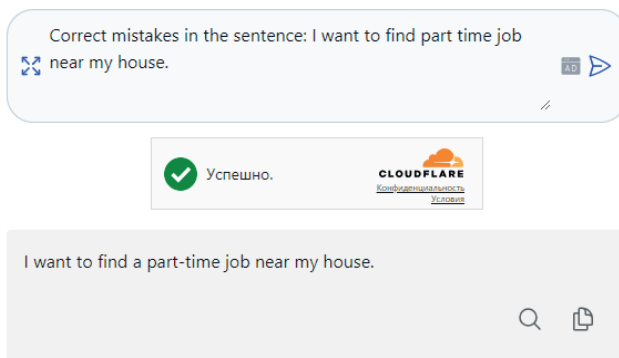 Correct mistakes in the sentence: I want to find part time job
near my house.
AD
Успешно.
CLOUDFLARE
Конфиденциальность
Условия
I want to find a part-time job near my house.